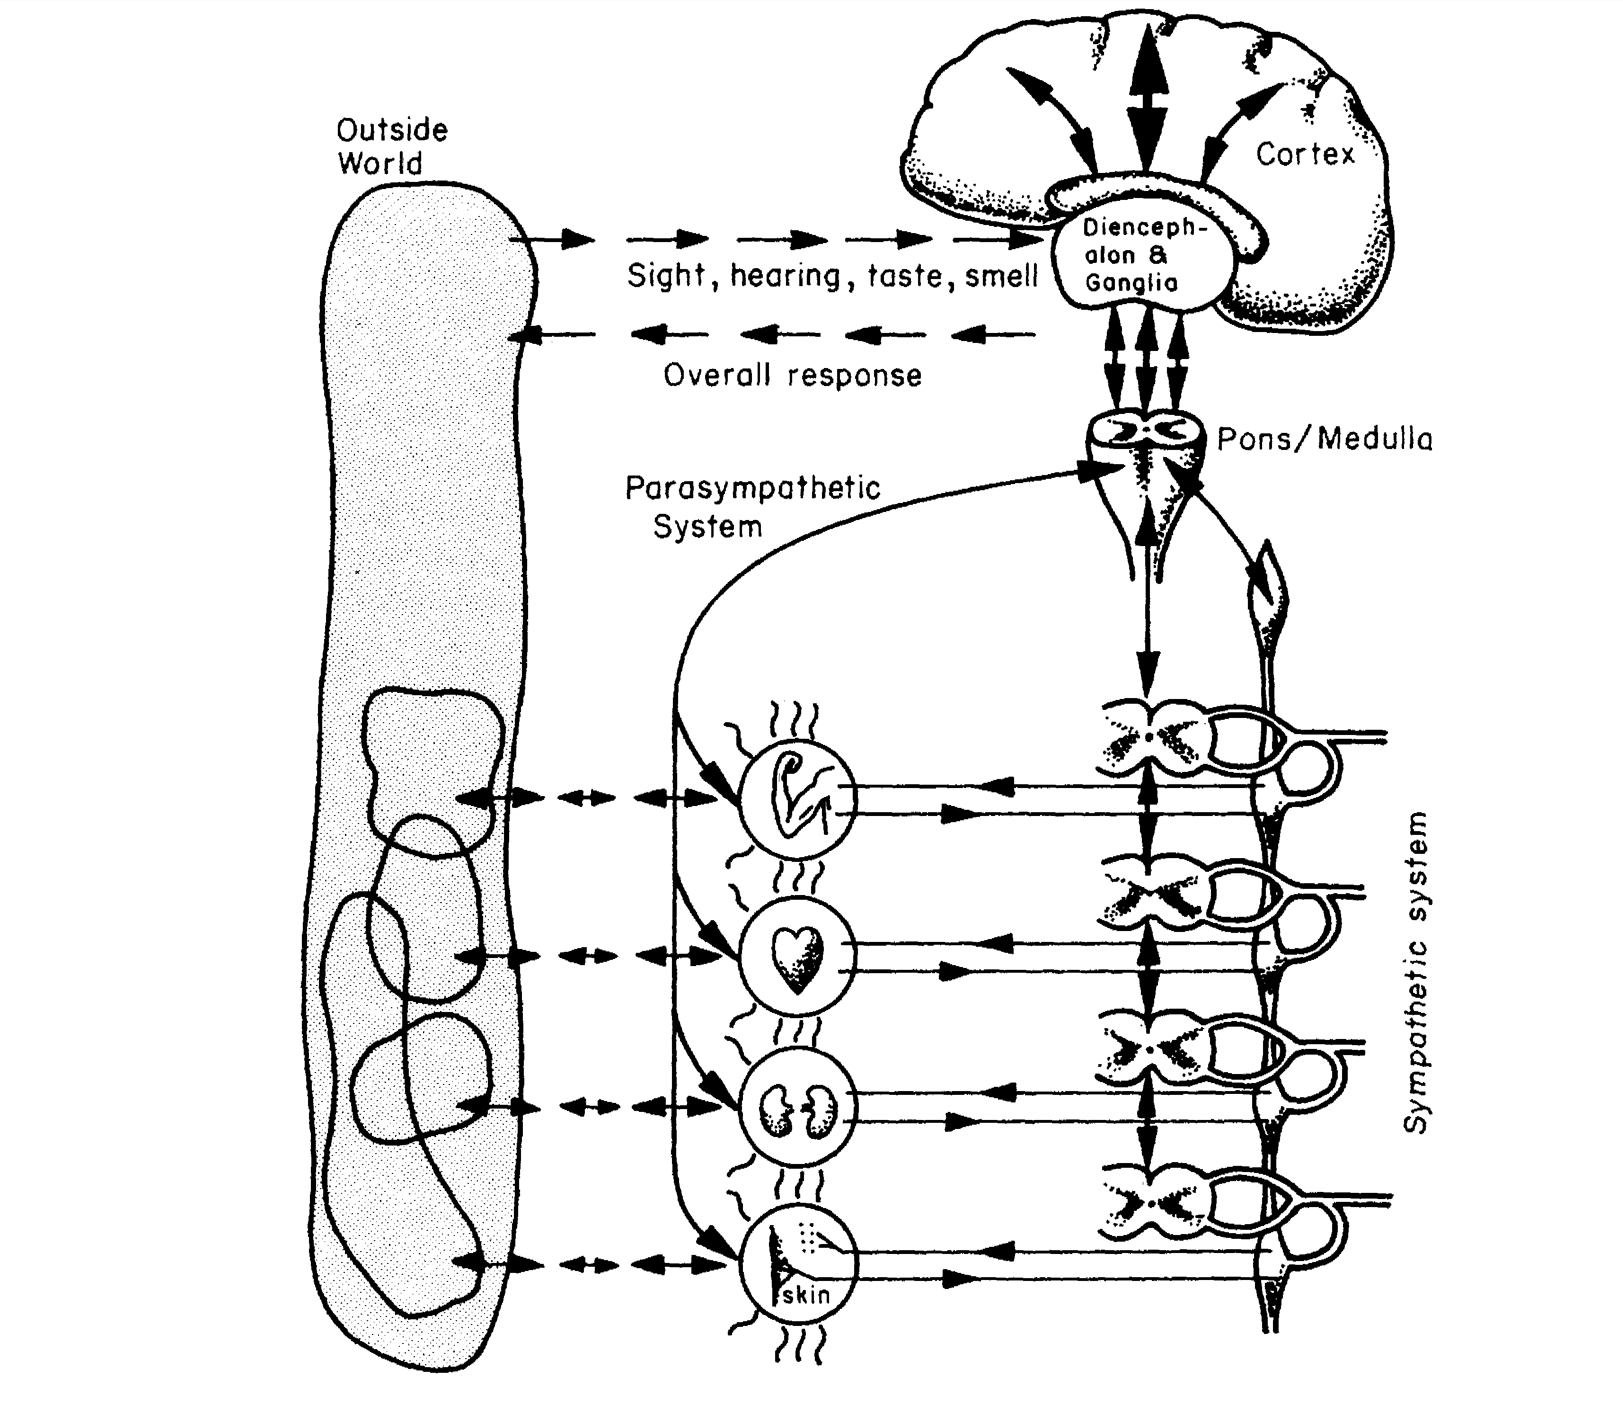 Outside
World
Cortex
Dienceph-
alon &
Ganglia
Sight, hearing, taste, smell
Overall response
Pons/Medulla
Parasympathetic
System
Sympathetic system
skin